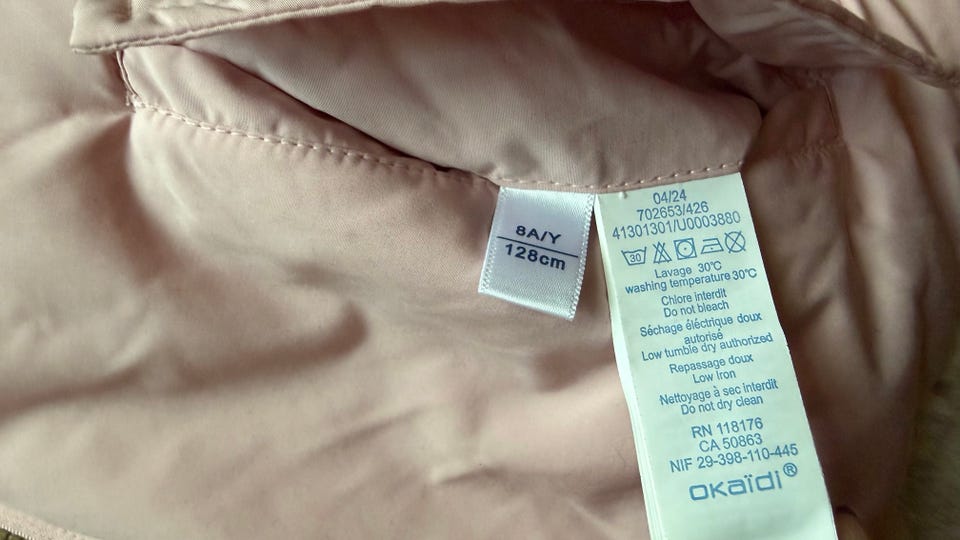 8A/Y
128cm
04/24
702653/426
41301301/U0003880
30
Lavage 30°C
washing temperature 30°C
Chlore interdit
Do not bleach
Séchage éléctrique doux
autorisé
Low tumble dry authorized
Repassage doux
Low iron
Nettoyage à sec interdit
Do not dry clean
RN 118176
CA 50863
NIF 29-398-110-445
okaïdi®